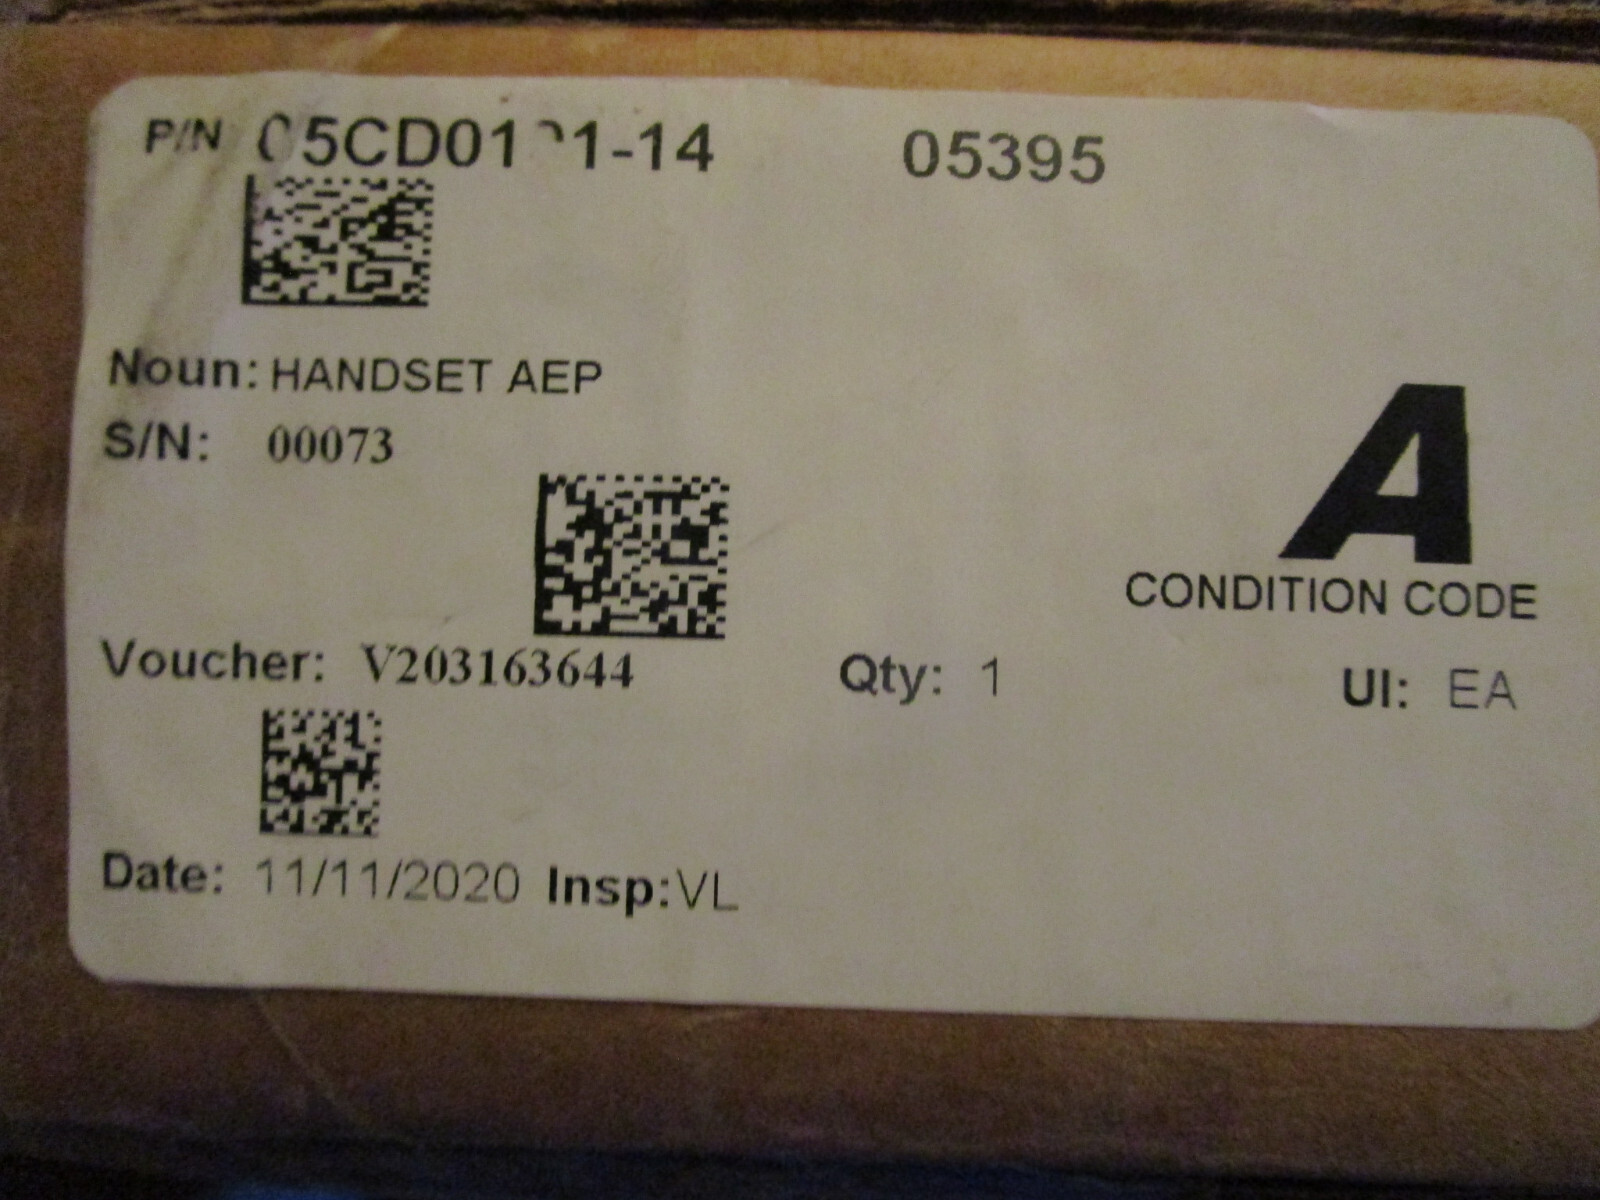 P/N 05395
Noun: HANDSET AEP
S/N: 00073
A
CONDITION CODE
Voucher: V203163644 Qty: 1 UI: EA
Date: 11/11/2020 Insp:VL